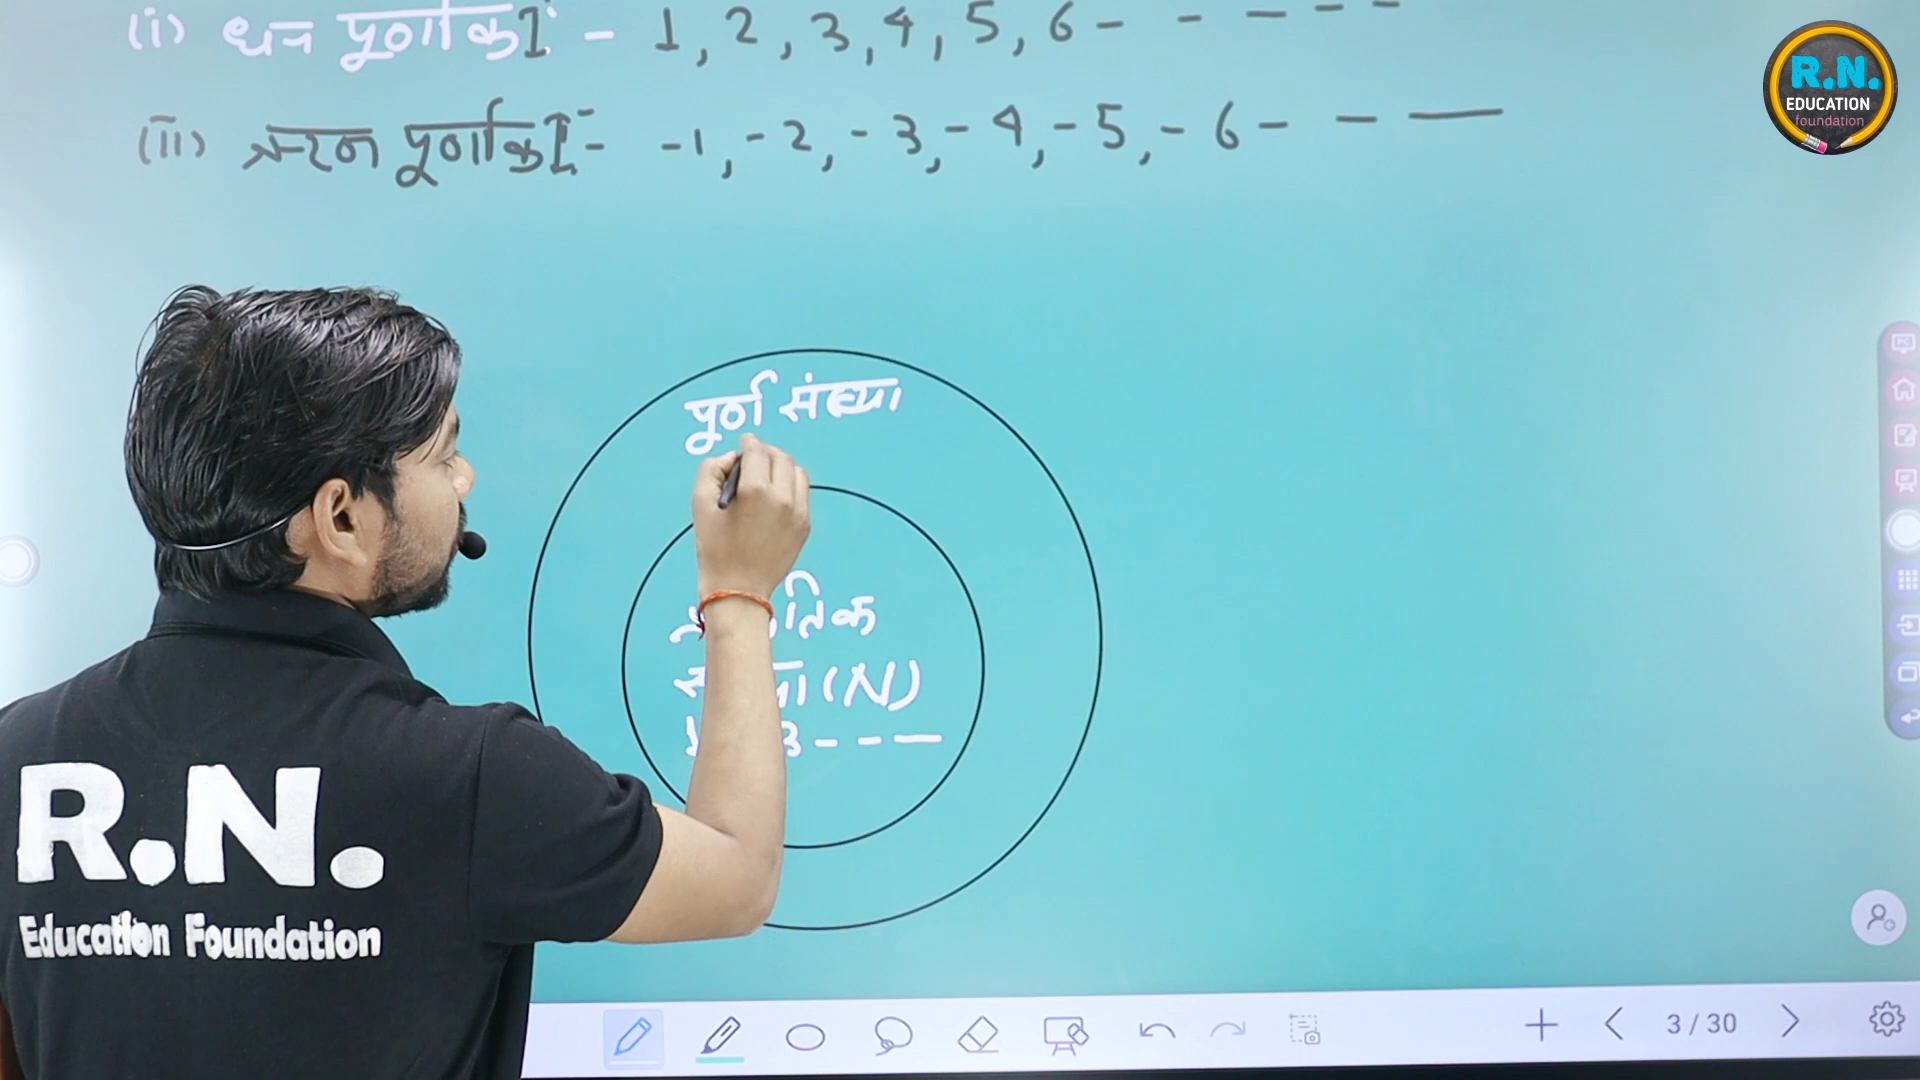 (i) धन पूर्णांक I⁺ - 1, 2, 3, 4, 5, 6 - - - - -
(ii) ऋण पूर्णांक I⁻ - -1, -2, -3, -4, -5, -6 - - -
R.N.
EDUCATION
foundation
पूर्ण संख्या
तिक
(N)
3 - - -
R.N.
Education Foundation
3 / 30